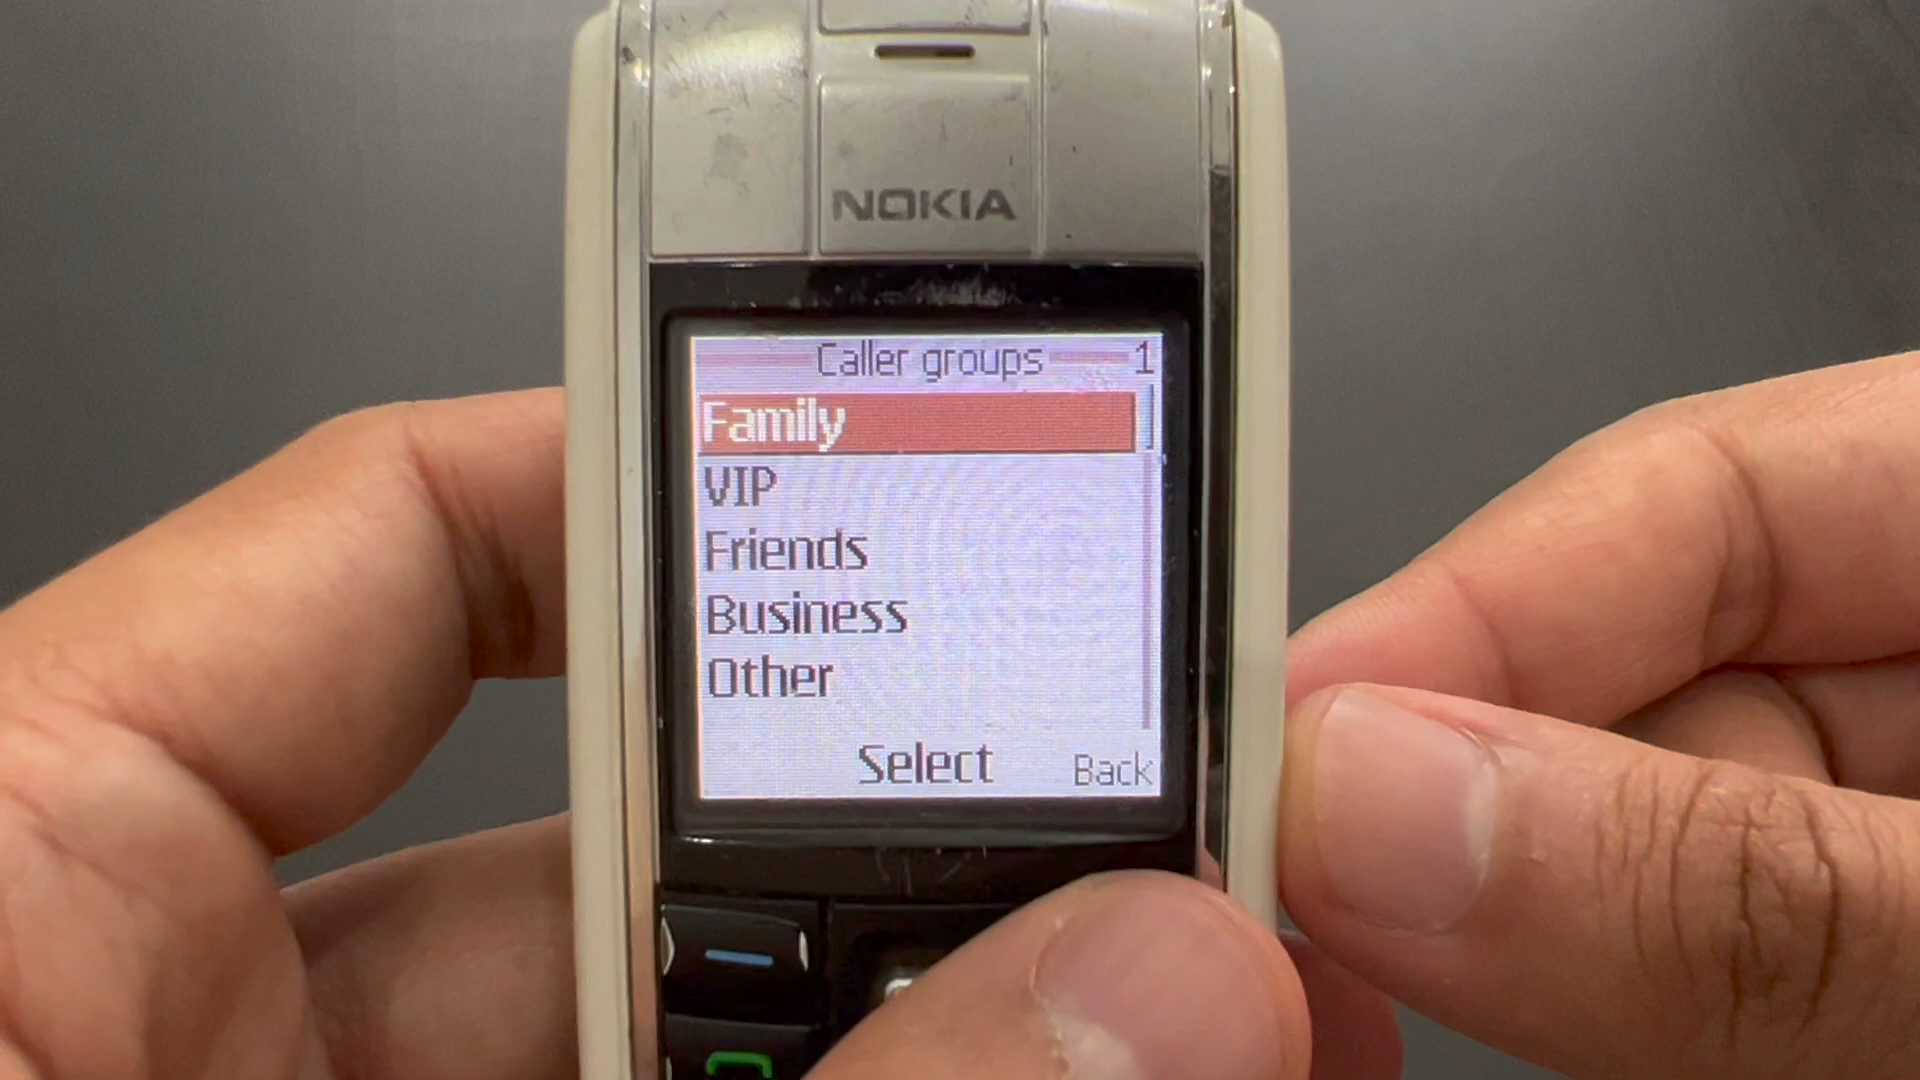 NOKIA
Caller groups 1
Family
VIP
Friends
Business
Other
Select Back